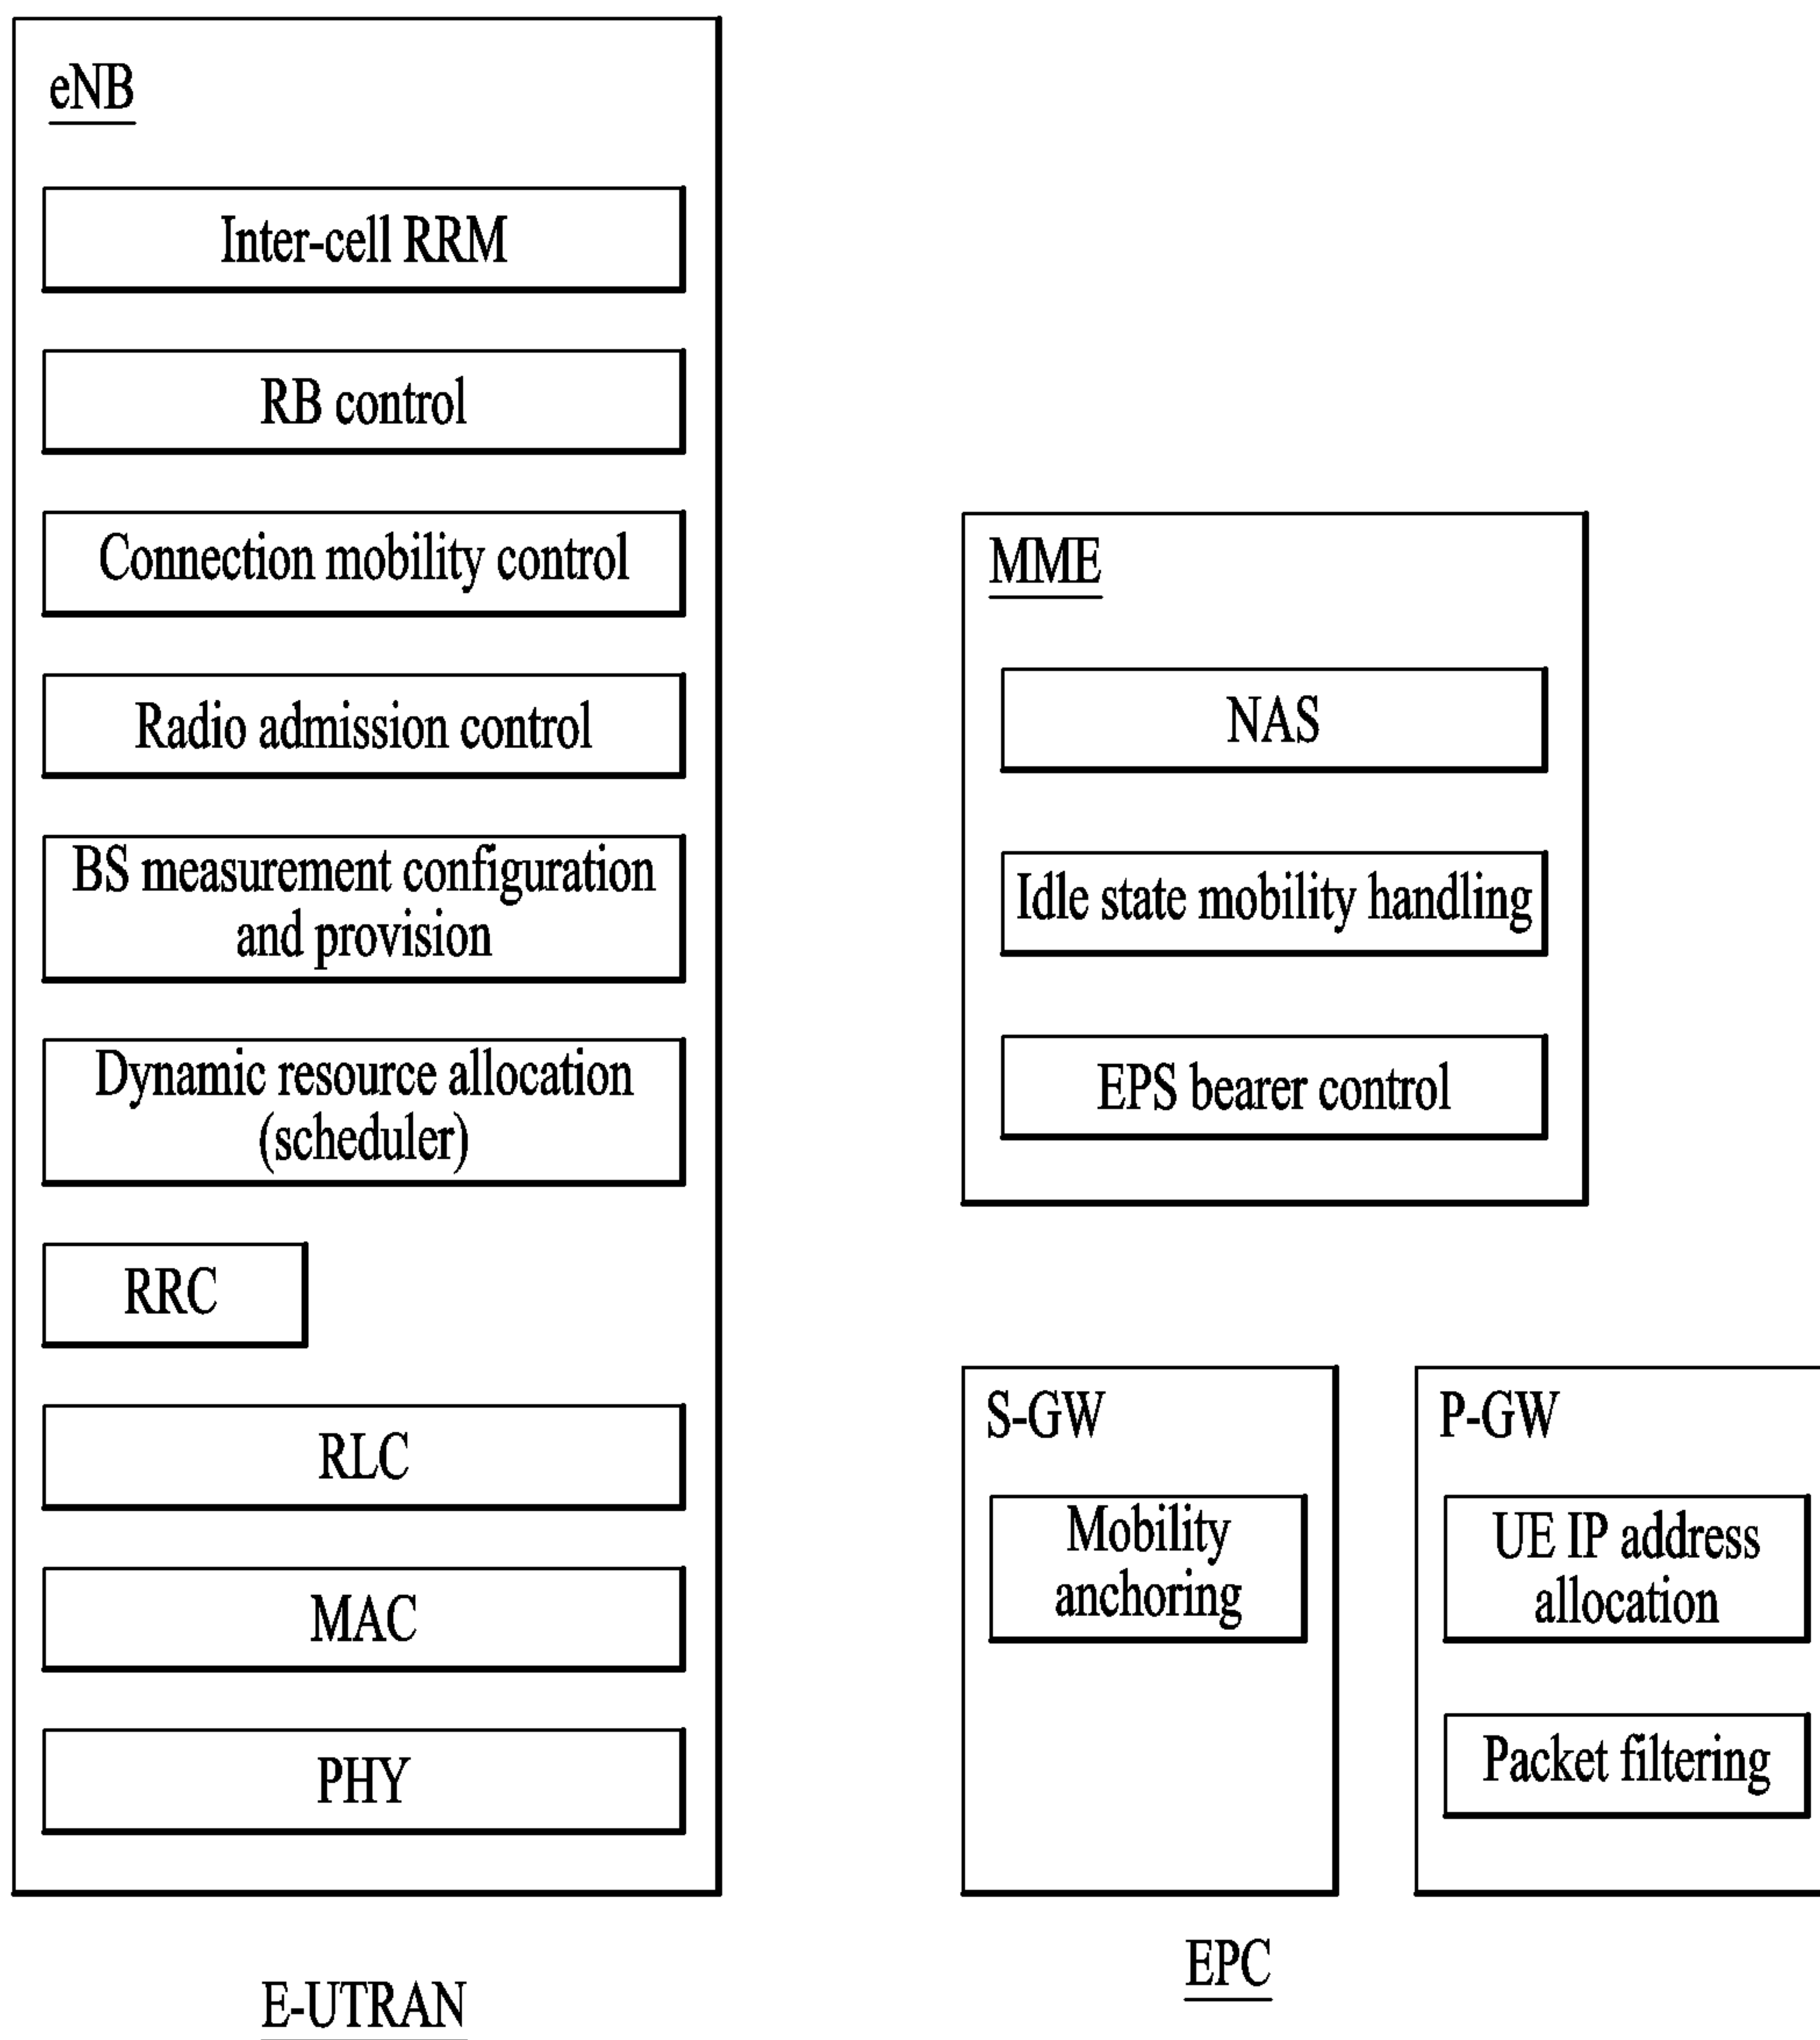 eNB
Inter-cell RRM
RB control
Connection mobility control
Radio admission control
BS measurement configuration
and provision
Dynamic resource allocation
(scheduler)
RRC
RLC
MAC
PHY
E-UTRAN
MME
NAS
Idle state mobility handling
EPS bearer control
S-GW
Mobility
anchoring
P-GW
UE IP address
allocation
Packet filtering
EPC